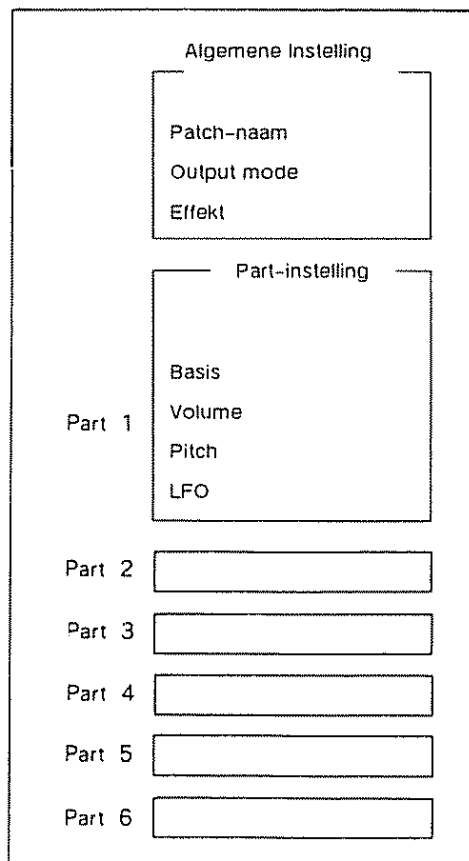 Algemene Instelling
Patch-naam
Output mode
Effekt
Part-instelling
Basis
Volume
Part 1
Pitch
LFO
Part 2
Part 3
Part 4
Part 5
Part 6